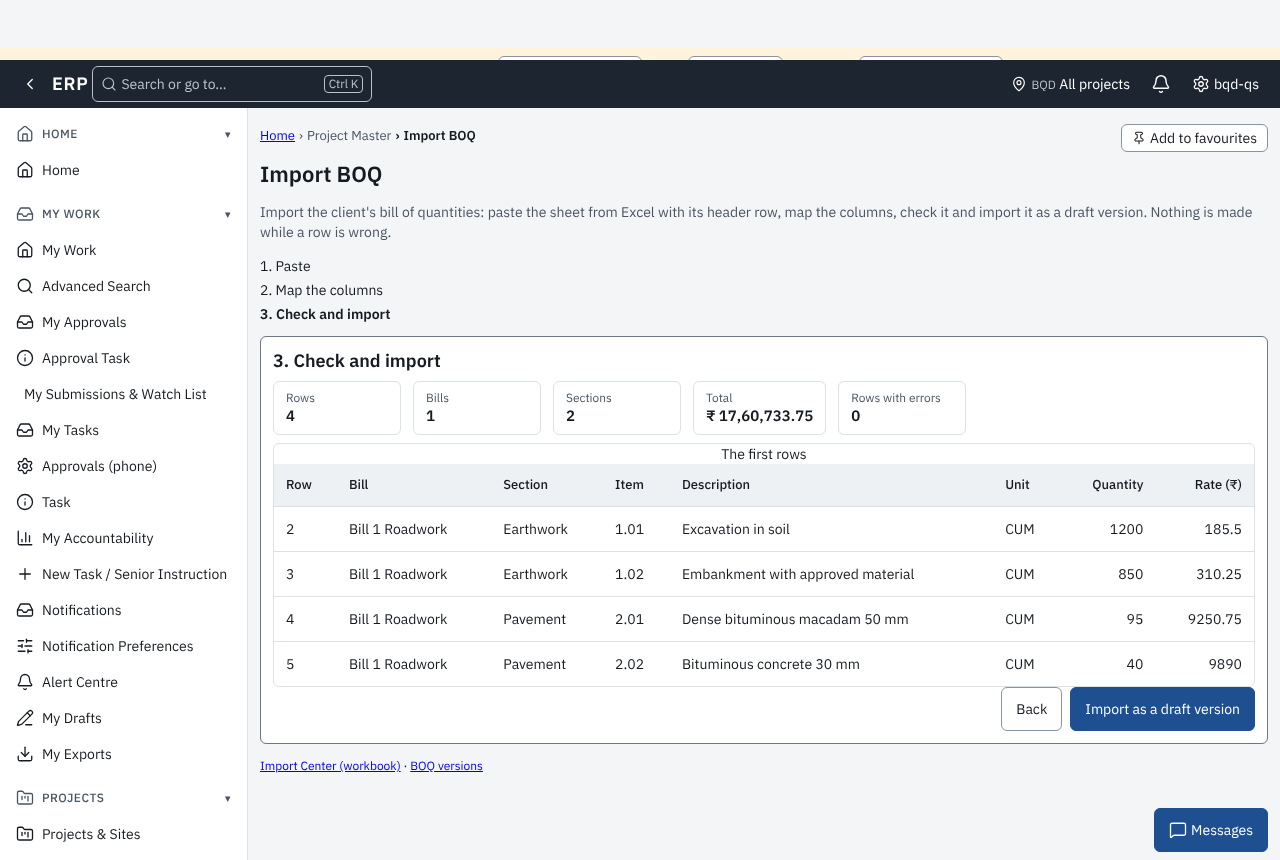 ERP
Search or go to...
Ctrl K
BQD All projects
bqd-qs
HOME ▾
Home
MY WORK ▾
My Work
Advanced Search
My Approvals
Approval Task
My Submissions & Watch List
My Tasks
Approvals (phone)
Task
My Accountability
New Task / Senior Instruction
Notifications
Notification Preferences
Alert Centre
My Drafts
My Exports
PROJECTS ▾
Projects & Sites
Home › Project Master › Import BOQ
Add to favourites
Import BOQ
Import the client's bill of quantities: paste the sheet from Excel with its header row, map the columns, check it and import it as a draft version. Nothing is made
while a row is wrong.
1. Paste
2. Map the columns
3. Check and import
3. Check and import
Rows
4
Bills
1
Sections
2
Total
₹ 17,60,733.75
Rows with errors
0
The first rows
Row Bill Section Item Description Unit Quantity Rate (₹)
2 Bill 1 Roadwork Earthwork 1.01 Excavation in soil CUM 1200 185.5
3 Bill 1 Roadwork Earthwork 1.02 Embankment with approved material CUM 850 310.25
4 Bill 1 Roadwork Pavement 2.01 Dense bituminous macadam 50 mm CUM 95 9250.75
5 Bill 1 Roadwork Pavement 2.02 Bituminous concrete 30 mm CUM 40 9890
Back
Import as a draft version
Import Center (workbook) · BOQ versions
Messages